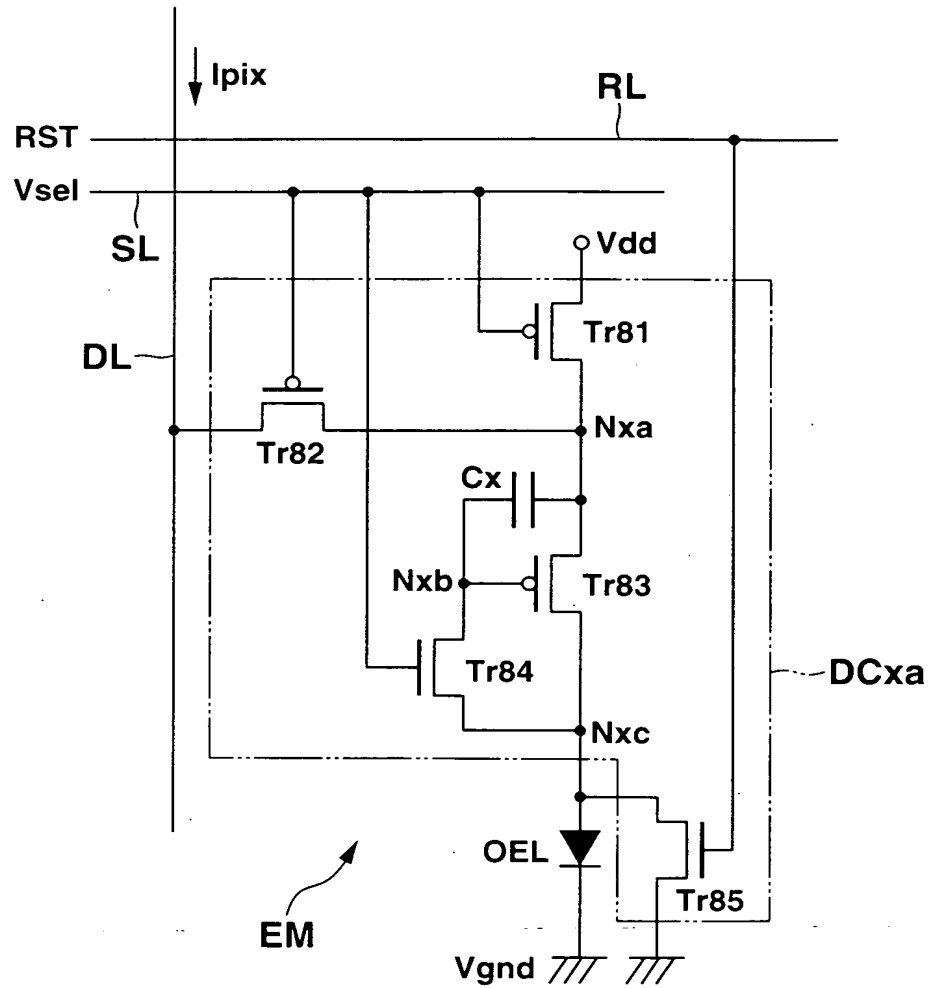 Ipix
RL
RST
Vsel
SL
Vdd
Tr81
DL
Nxa
Tr82
Cx
Nxb
Tr83
Tr84
DCxa
Nxc
OEL
Tr85
EM
Vgnd